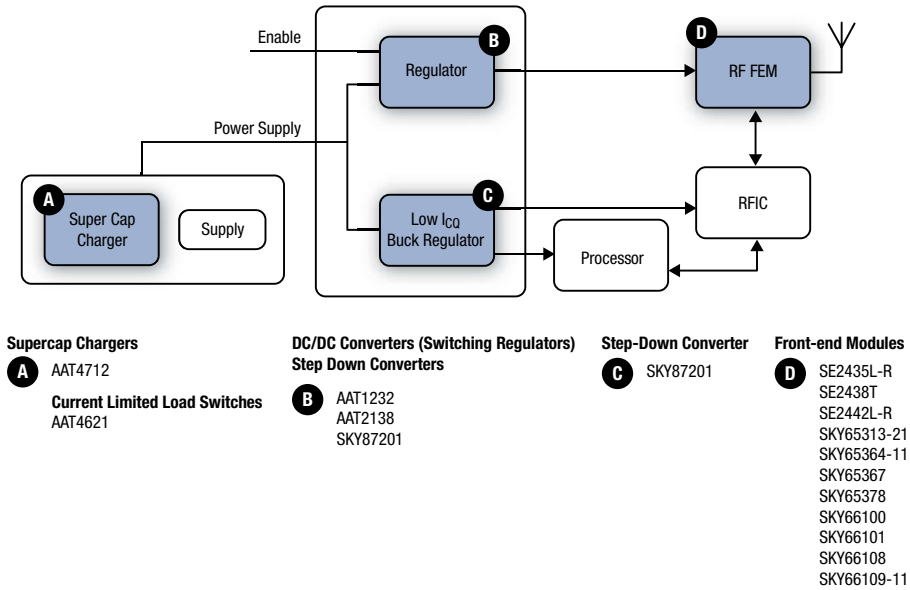 Enable
B
Regulator
D
RF FEM
Power Supply
A
Super Cap
Charger
Supply
C
Low ICQ
Buck Regulator
RFIC
Processor
Supercap Chargers
A AAT4712
Current Limited Load Switches
AAT4621
DC/DC Converters (Switching Regulators)
Step Down Converters
B AAT1232
AAT2138
SKY87201
Step-Down Converter
C SKY87201
Front-end Modules
D SE2435L-R
SE2438T
SE2442L-R
SKY65313-21
SKY65364-11
SKY65367
SKY65378
SKY66100
SKY66101
SKY66108
SKY66109-11